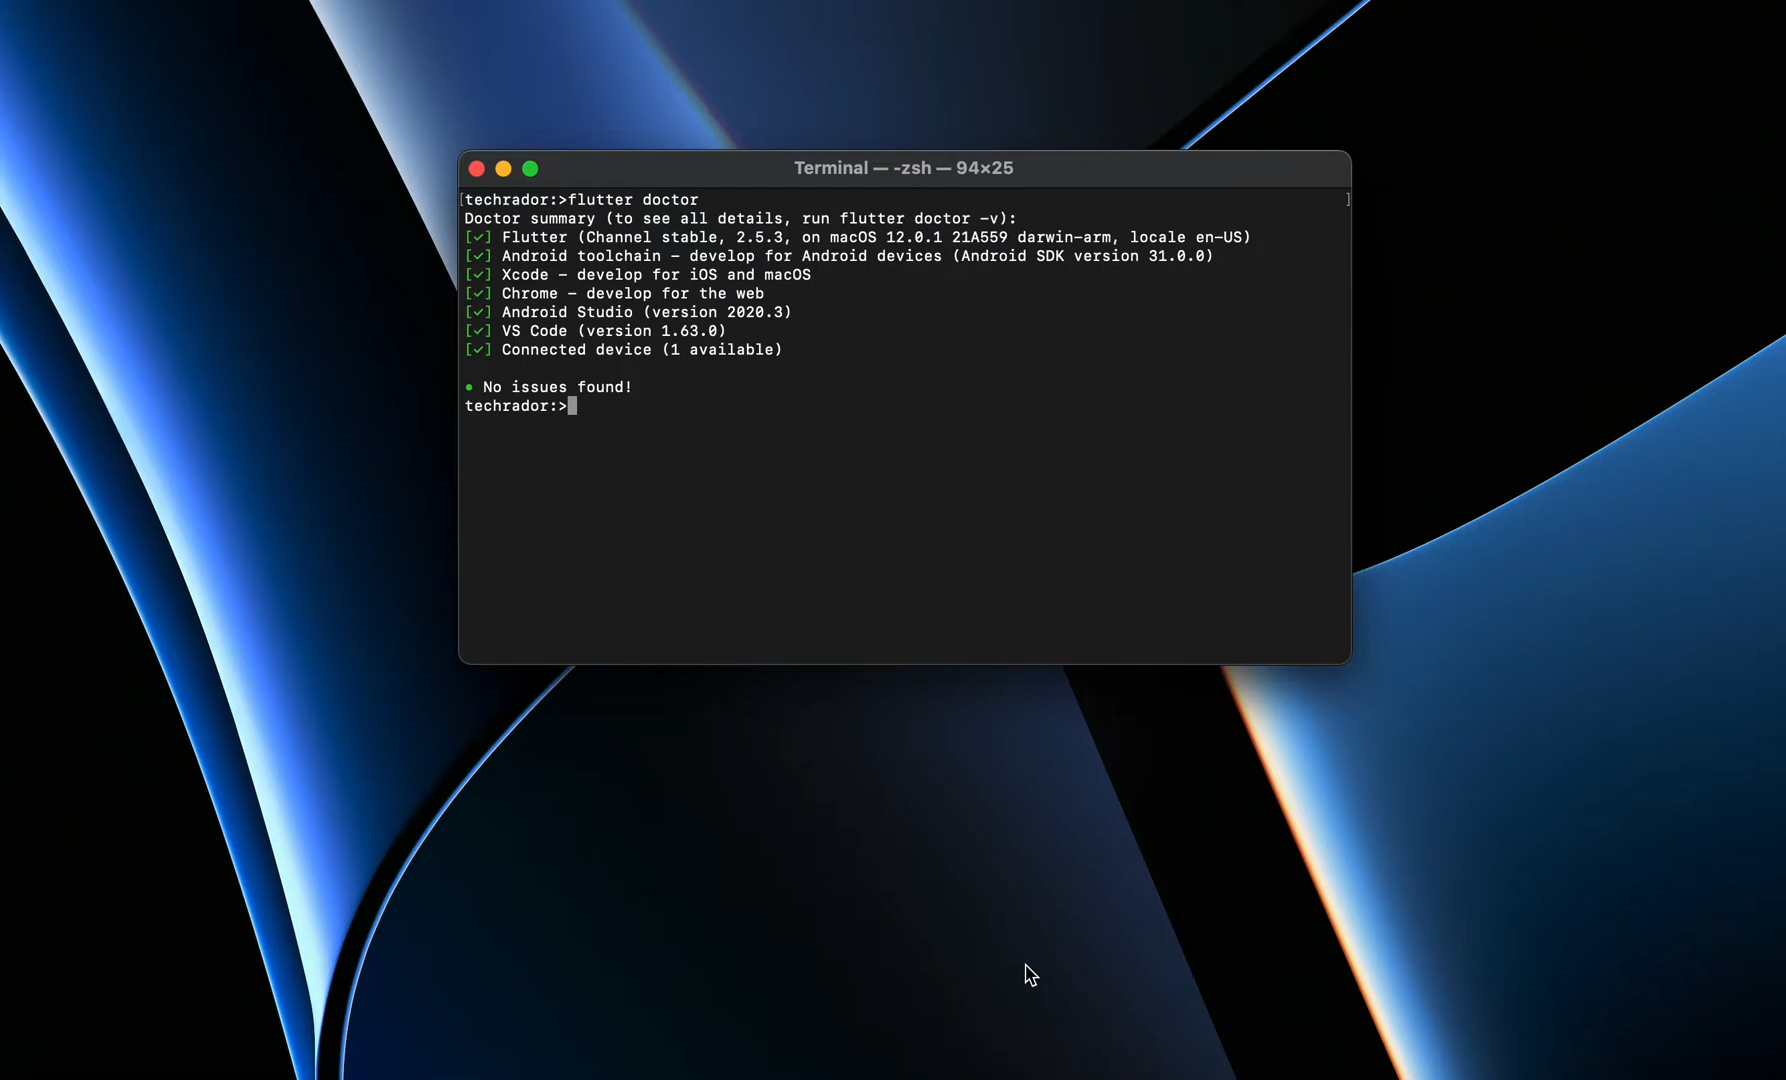 Terminal — -zsh — 94×25
[techrador:>flutter doctor ]
Doctor summary (to see all details, run flutter doctor -v):
[✓] Flutter (Channel stable, 2.5.3, on macOS 12.0.1 21A559 darwin-arm, locale en-US)
[✓] Android toolchain - develop for Android devices (Android SDK version 31.0.0)
[✓] Xcode - develop for iOS and macOS
[✓] Chrome - develop for the web
[✓] Android Studio (version 2020.3)
[✓] VS Code (version 1.63.0)
[✓] Connected device (1 available)
• No issues found!
techrador:>